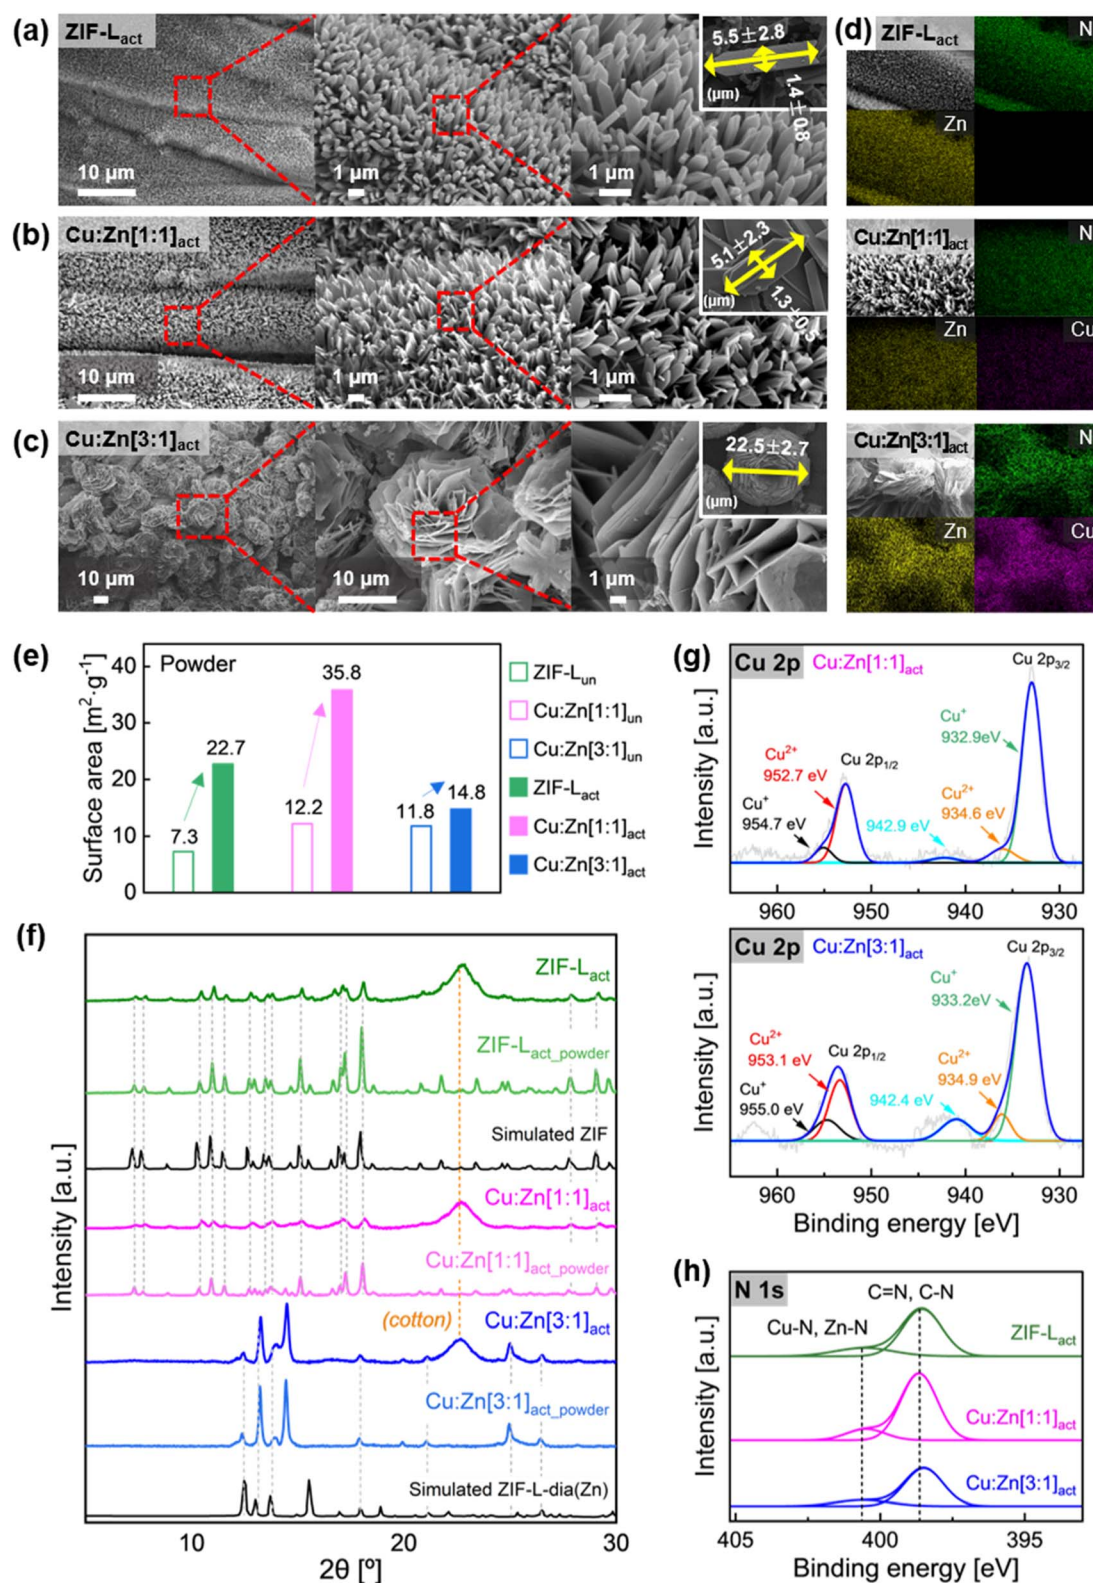 (a)
ZIF-Lact
10 μm
1 μm
1 μm
5.5±2.8
1.4±0.8
(μm)
(d)
ZIF-Lact
N
Zn
(b)
Cu:Zn[1:1]act
10 μm
1 μm
1 μm
5.1±2.3
(μm)
Cu:Zn[1:1]act
N
Zn
Cu
(c)
Cu:Zn[3:1]act
10 μm
10 μm
1 μm
22.5±2.7
(μm)
Cu:Zn[3:1]act
N
Zn
Cu
(e)
Powder
Surface area [m²·g⁻¹]
40
30
20
10
0
7.3
22.7
12.2
35.8
11.8
14.8
ZIF-Lun
Cu:Zn[1:1]un
Cu:Zn[3:1]un
ZIF-Lact
Cu:Zn[1:1]act
Cu:Zn[3:1]act
(f)
Intensity [a.u.]
ZIF-Lact
ZIF-Lact_powder
Simulated ZIF
Cu:Zn[1:1]act
Cu:Zn[1:1]act_powder
(cotton)
Cu:Zn[3:1]act
Cu:Zn[3:1]act_powder
Simulated ZIF-L-dia(Zn)
10
20
30
2θ [º]
(g)
Cu 2p
Cu:Zn[1:1]act
Cu 2p3/2
Cu⁺
932.9eV
Cu²⁺
952.7 eV
Cu 2p1/2
Cu⁺
954.7 eV
942.9 eV
Cu²⁺
934.6 eV
Intensity [a.u.]
960
950
940
930
Cu 2p
Cu:Zn[3:1]act
Cu 2p3/2
Cu⁺
933.2eV
Cu²⁺
953.1 eV
Cu 2p1/2
Cu⁺
955.0 eV
942.4 eV
Cu²⁺
934.9 eV
Intensity [a.u.]
960
950
940
930
Binding energy [eV]
(h)
N 1s
C=N, C-N
Cu-N, Zn-N
ZIF-Lact
Cu:Zn[1:1]act
Cu:Zn[3:1]act
Intensity [a.u.]
405
400
395
Binding energy [eV]